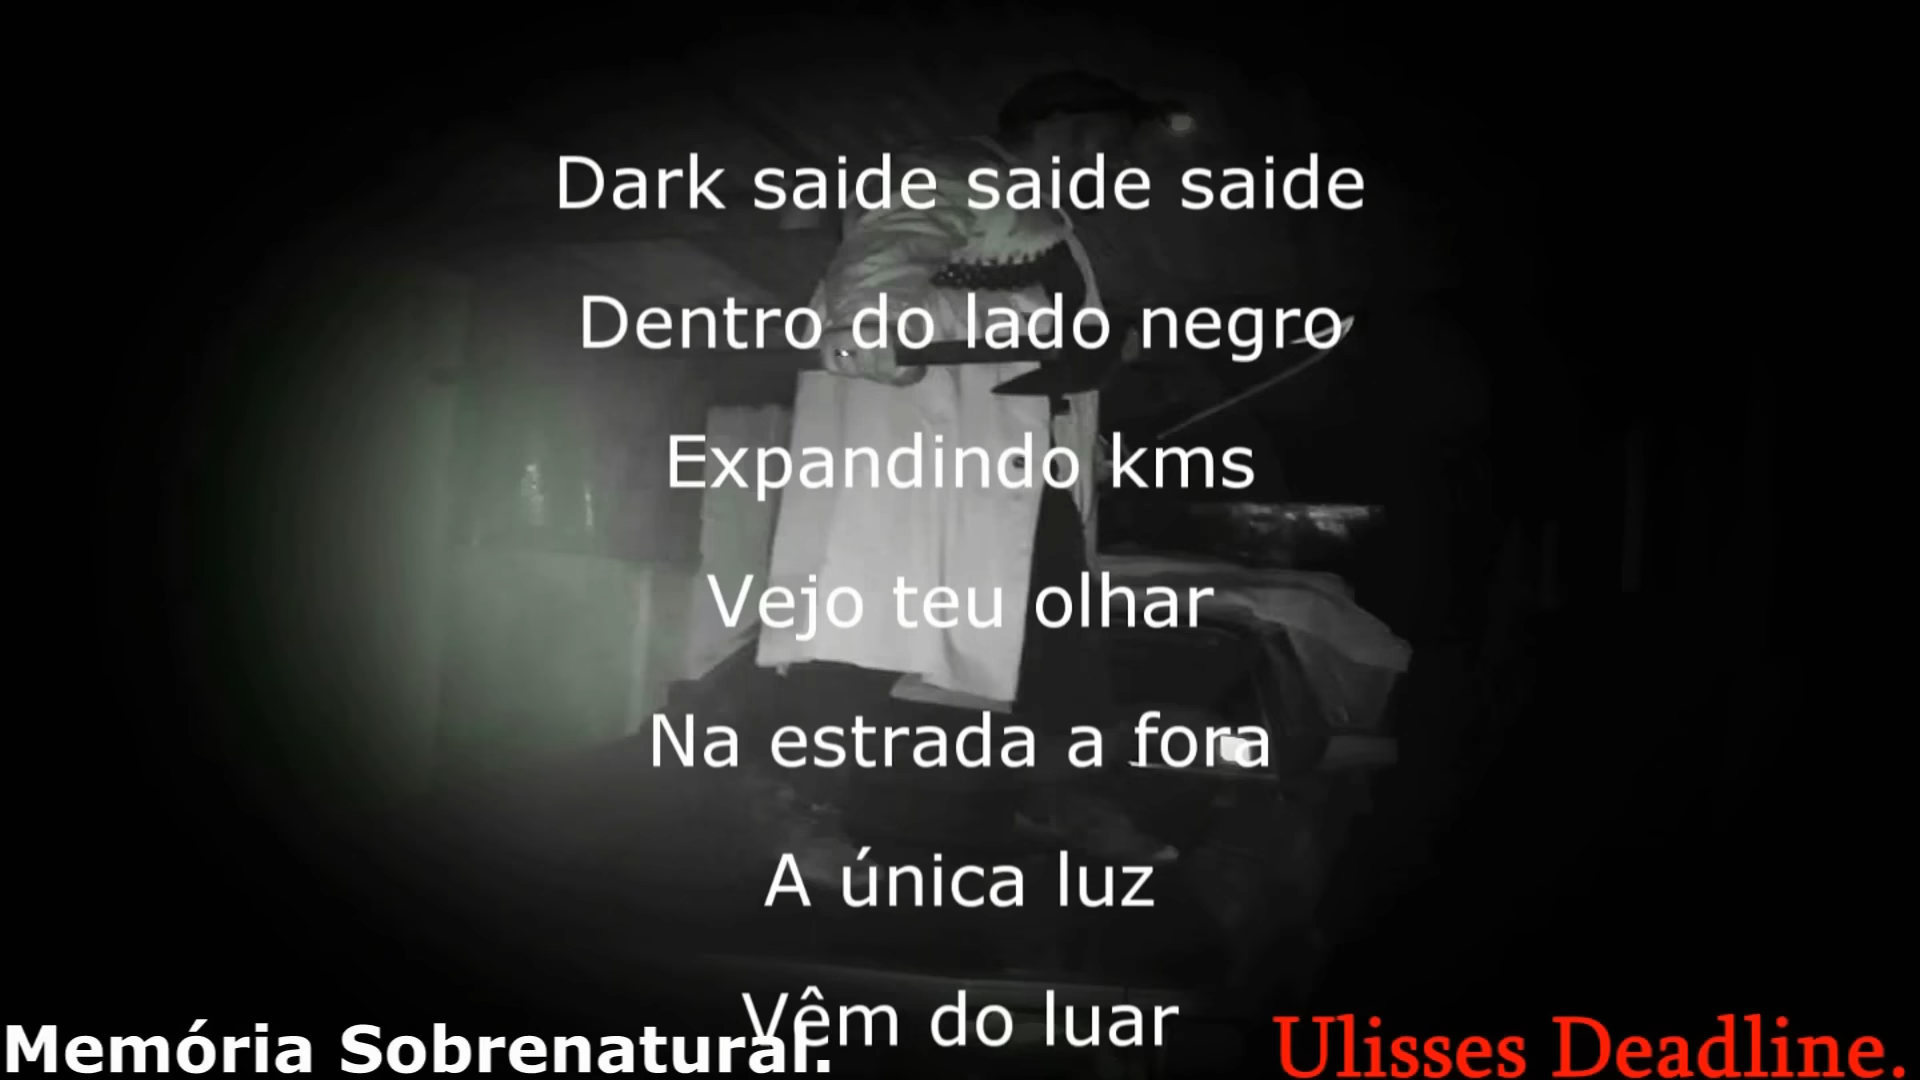 Dark saide saide saide
Dentro do lado negro
Expandindo kms
Vejo teu olhar
Na estrada a fora
A única luz
Vêm do luar
Memória Sobrenatural.
Ulisses Deadline.